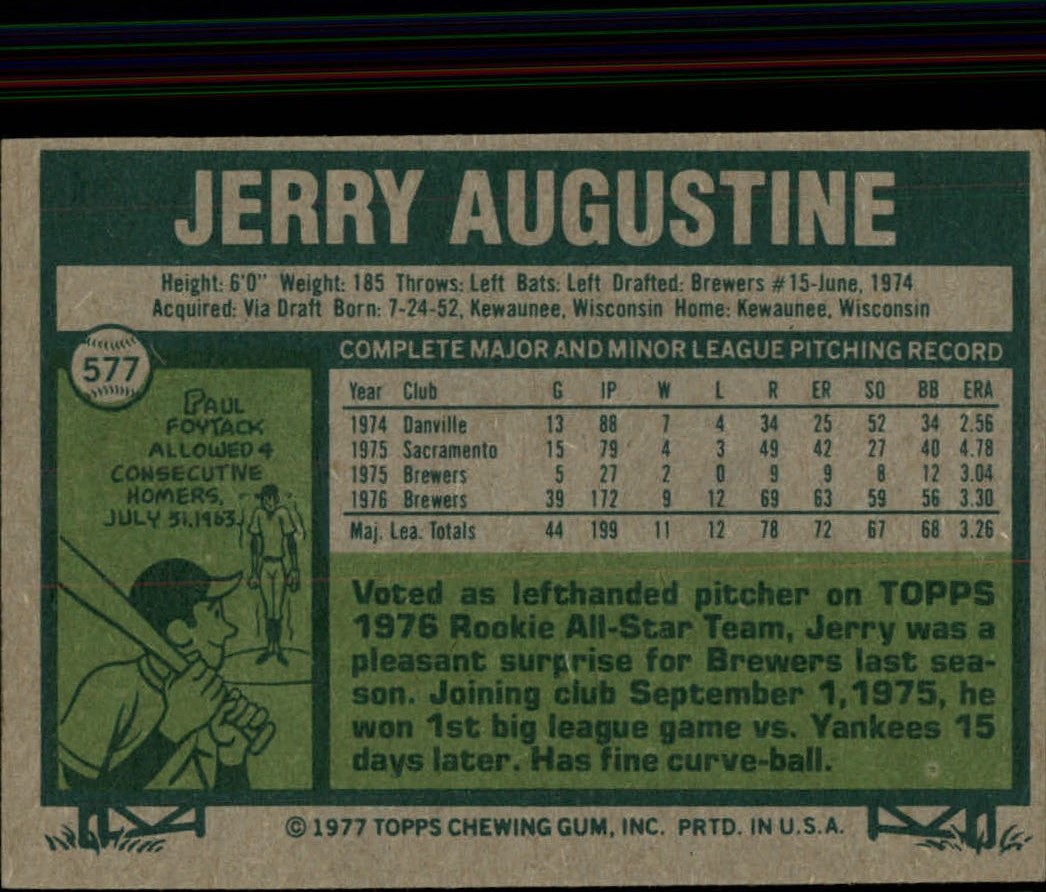 JERRY AUGUSTINE
Height: 6'0" Weight: 185 Throws: Left Bats: Left Drafted: Brewers #15-June, 1974
Acquired: Via Draft Born: 7-24-52, Kewaunee, Wisconsin Home: Kewaunee, Wisconsin
577
PAUL
FOYTACK
ALLOWED 4
CONSECUTIVE
HOMERS,
JULY 31, 1963.
COMPLETE MAJOR AND MINOR LEAGUE PITCHING RECORD
Year Club G IP W L R ER SO BB ERA
1974 Danville 13 88 7 4 34 25 52 34 2.56
1975 Sacramento 15 79 4 3 49 42 27 40 4.78
1975 Brewers 5 27 2 0 9 9 8 12 3.04
1976 Brewers 39 172 9 12 69 63 59 56 3.30
Maj. Lea. Totals 44 199 11 12 78 72 67 68 3.26
Voted as lefthanded pitcher on TOPPS
1976 Rookie All-Star Team, Jerry was a
pleasant surprise for Brewers last sea-
son. Joining club September 1, 1975, he
won 1st big league game vs. Yankees 15
days later. Has fine curve-ball.
© 1977 TOPPS CHEWING GUM, INC. PRTD. IN U.S.A.